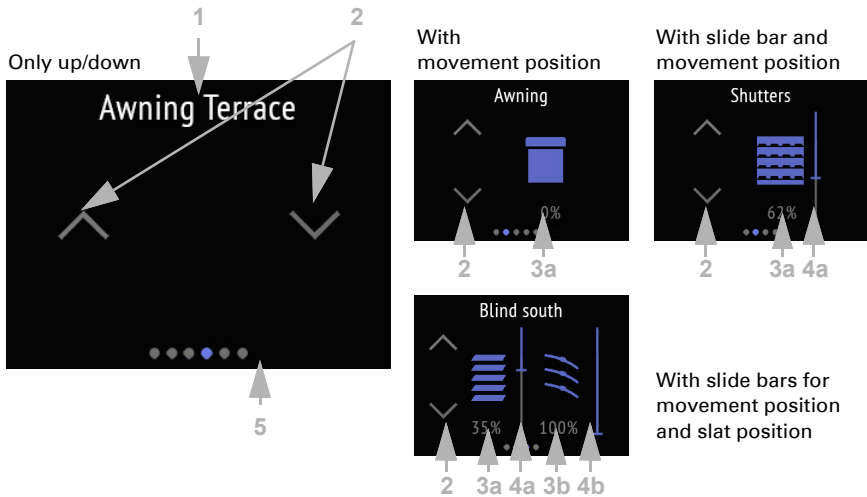 1
2
Only up/down
Awning Terrace
5
With
movement position
Awning
0%
2
3a
With slide bar and
movement position
Shutters
62%
2
3a
4a
Blind south
35%
100%
2
3a
4a
3b
4b
With slide bars for
movement position
and slat position